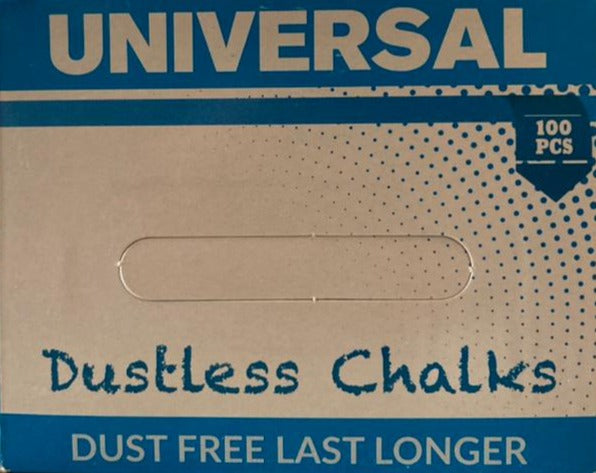 UNIVERSAL
100
PCS
Dustless Chalks
DUST FREE LAST LONGER